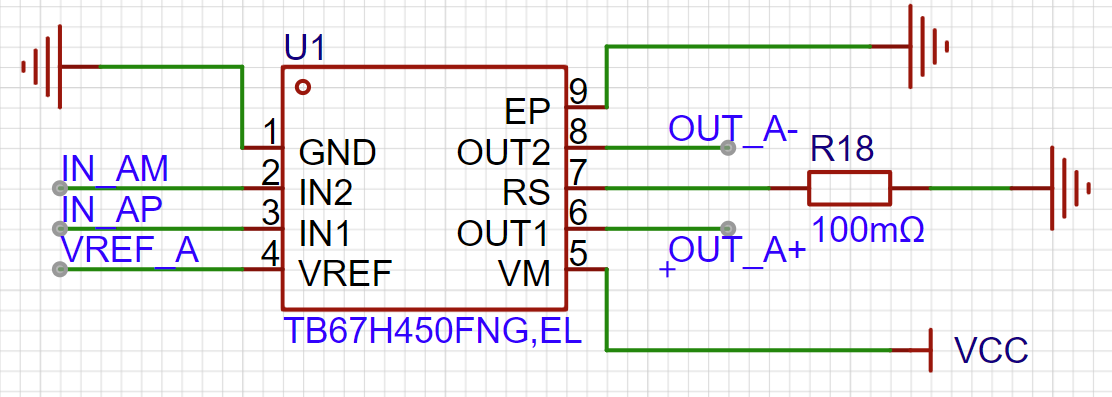 U1
1
GND
IN_AM
2
IN2
IN_AP
3
IN1
VREF_A
4
VREF
EP
9
OUT2
8
OUT_A-
RS
7
R18
100mΩ
OUT1
6
OUT_A+
+
VM
5
VCC
TB67H450FNG,EL